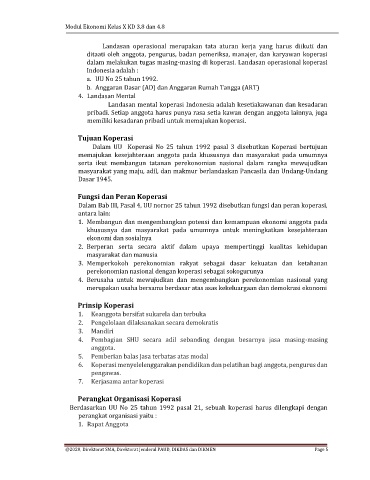 Modul Ekonomi Kelas X KD 3.8 dan 4.8
Landasan operasional merupakan tata aturan kerja yang harus diikuti dan
ditaati oleh anggota, pengurus, badan pemeriksa, manajer, dan karyawan koperasi
dalam melakukan tugas masing-masing di koperasi. Landasan operasional koperasi
Indonesia adalah :
a. UU No 25 tahun 1992.
b. Anggaran Dasar (AD) dan Anggaran Rumah Tangga (ART)
4. Landasan Mental
Landasan mental koperasi Indonesia adalah kesetiakawanan dan kesadaran
pribadi. Setiap anggota harus punya rasa setia kawan dengan anggota lainnya, juga
memiliki kesadaran pribadi untuk memajukan koperasi.
Tujuan Koperasi
Dalam UU Koperasi No 25 tahun 1992 pasal 3 disebutkan Koperasi bertujuan
memajukan kesejahteraan anggota pada khususnya dan masyarakat pada umumnya
serta ikut membangun tatanan perekonomian nasional dalam rangka mewujudkan
masyarakat yang maju, adil, dan makmur berlandaskan Pancasila dan Undang-Undang
Dasar 1945.
Fungsi dan Peran Koperasi
Dalam Bab III, Pasal 4, UU nomor 25 tahun 1992 disebutkan fungsi dan peran koperasi,
antara lain:
1. Membangun dan mengembangkan potensi dan kemampuan ekonomi anggota pada
khususnya dan masyarakat pada umumnya untuk meningkatkan kesejahteraan
ekonomi dan sosialnya
2. Berperan serta secara aktif dalam upaya mempertinggi kualitas kehidupan
masyarakat dan manusia
3. Memperkokoh perekonomian rakyat sebagai dasar kekuatan dan ketahanan
perekonomian nasional dengan koperasi sebagai sokogurunya
4. Berusaha untuk mewujudkan dan mengembangkan perekonomian nasional yang
merupakan usaha bersama berdasar atas asas kekeluargaan dan demokrasi ekonomi
Prinsip Koperasi
1. Keanggotaan bersifat sukarela dan terbuka
2. Pengelolaan dilaksanakan secara demokratis
3. Mandiri
4. Pembagian SHU secara adil sebanding dengan besarnya jasa masing-masing
anggota.
5. Pemberian balas jasa terbatas atas modal
6. Koperasi menyelenggarakan pendidikan dan pelatihan bagi anggota, pengurus dan
pengawas.
7. Kerjasama antar koperasi
Perangkat Organisasi Koperasi
Berdasarkan UU No 25 tahun 1992 pasal 21, sebuah koperasi harus dilengkapi dengan
perangkat organisasi yaitu :
1. Rapat Anggota
@2020, Direktorat SMA, Direktorat Jenderal PAUD, DIKDAS dan DIKMEN Page 5